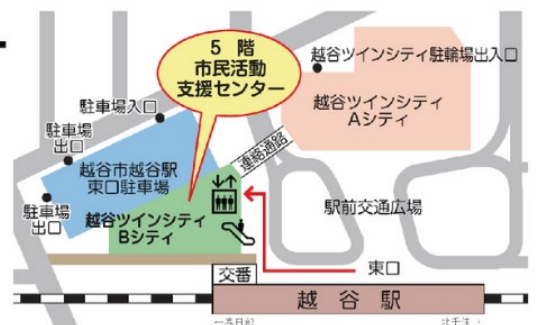 5 階
市民活動
支援センター
越谷ツインシティ駐輪場出入口
越谷ツインシティ
Aシティ
駐車場入口
駐車場
出口
連絡通路
越谷市越谷駅
東口駐車場
駐車場
出口
越谷ツインシティ
Bシティ
駅前交通広場
東口
交番
越谷駅